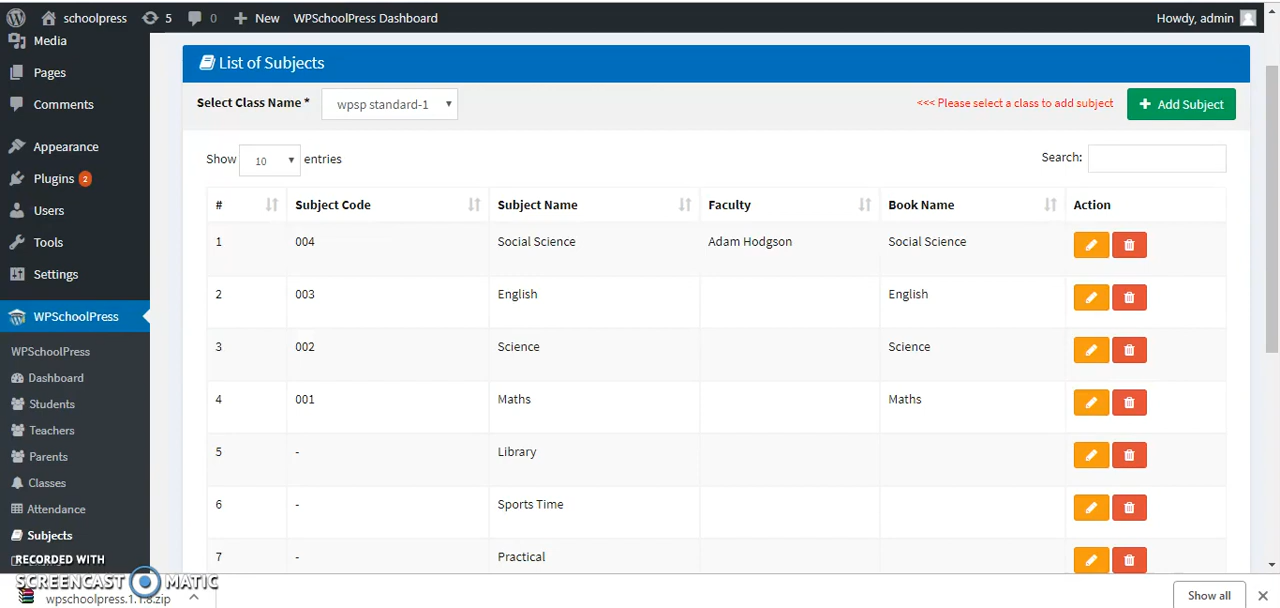 schoolpress 5 0 + New WPSchoolPress Dashboard Howdy, admin
Media
Pages
Comments
Appearance
Plugins 2
Users
Tools
Settings
WPSchoolPress
WPSchoolPress
Dashboard
Students
Teachers
Parents
Classes
Attendance
Subjects
List of Subjects
Select Class Name * wpsp standard-1 <<< Please select a class to add subject + Add Subject
Show 10 entries Search:
# Subject Code Subject Name Faculty Book Name Action
1 004 Social Science Adam Hodgson Social Science
2 003 English English
3 002 Science Science
4 001 Maths Maths
5 - Library
6 - Sports Time
7 - Practical
RECORDED WITH
SCREENCAST MATIC
wpschoolpress.1.1.8.zip Show all